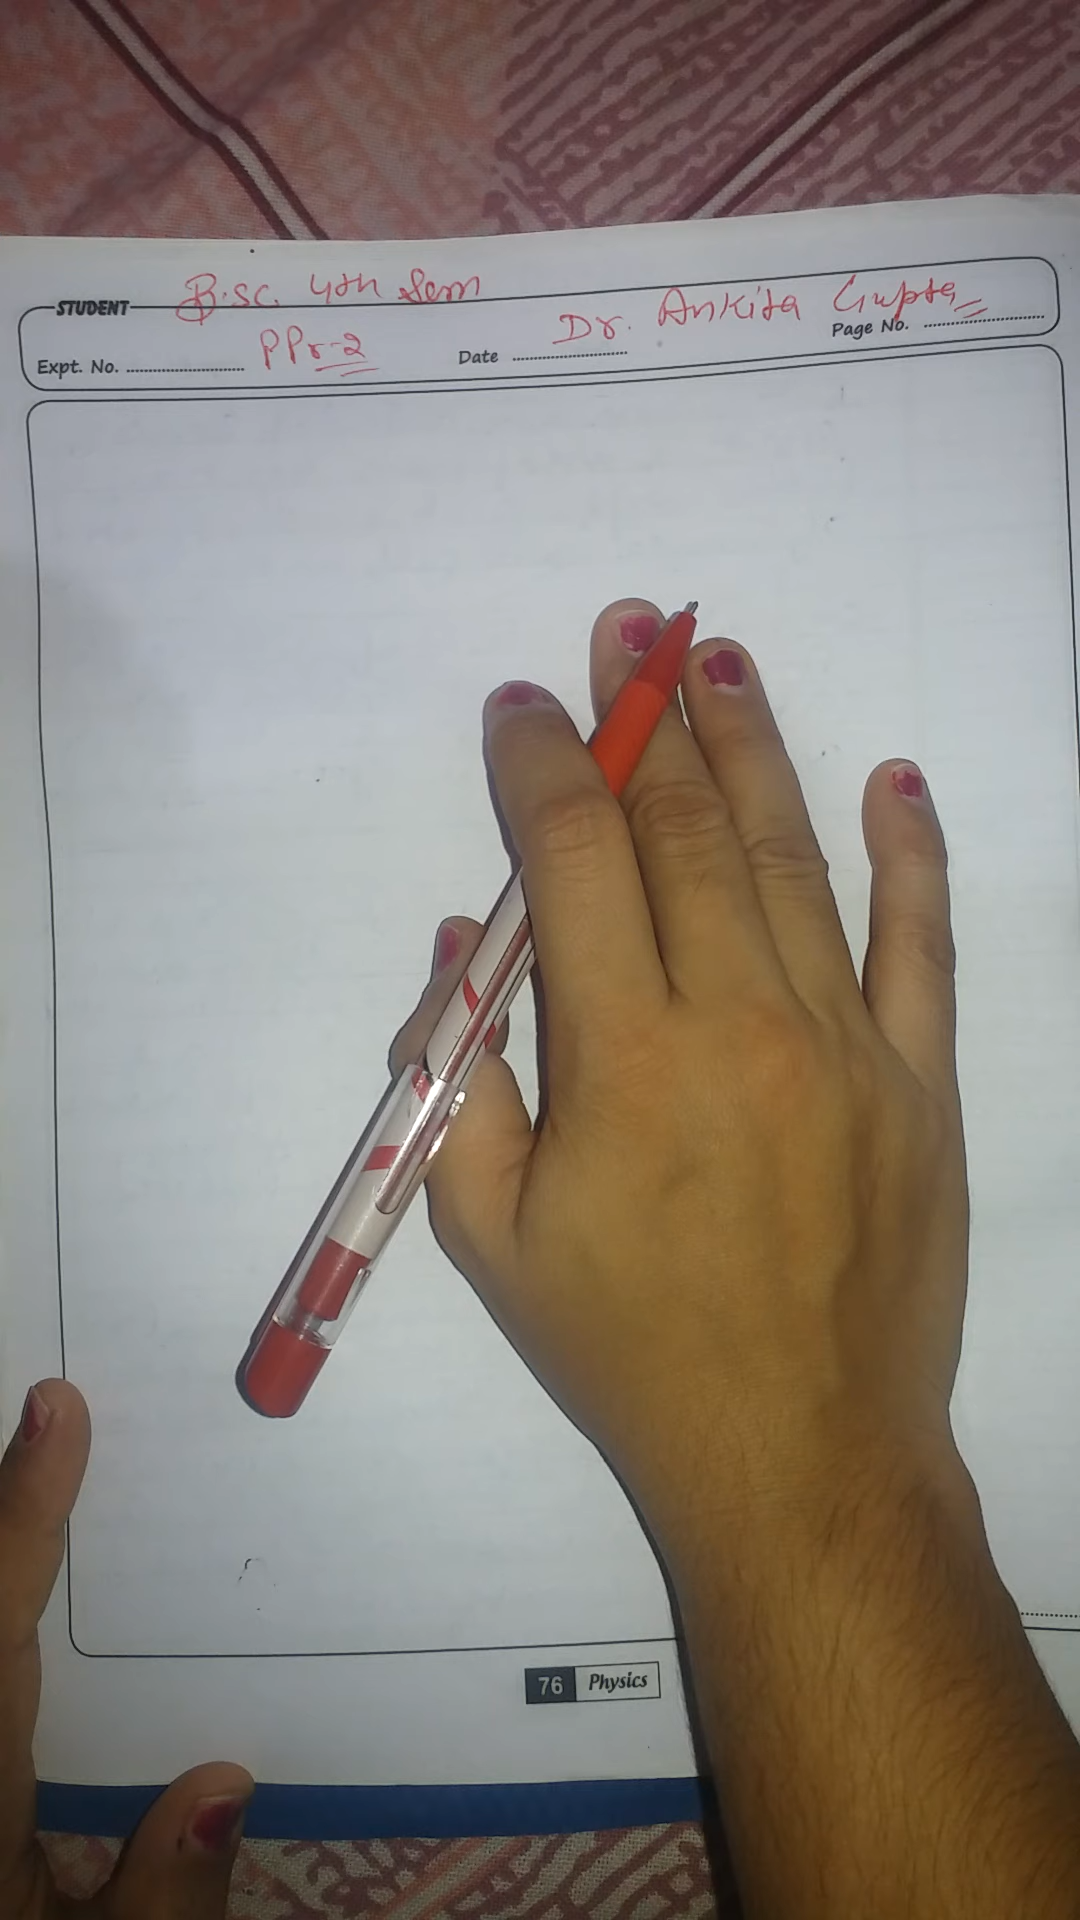 B.sc. 4th Sem
STUDENT
PPr-2 Dr. Ankita Gupta
Expt. No. Date Page No.
76 Physics